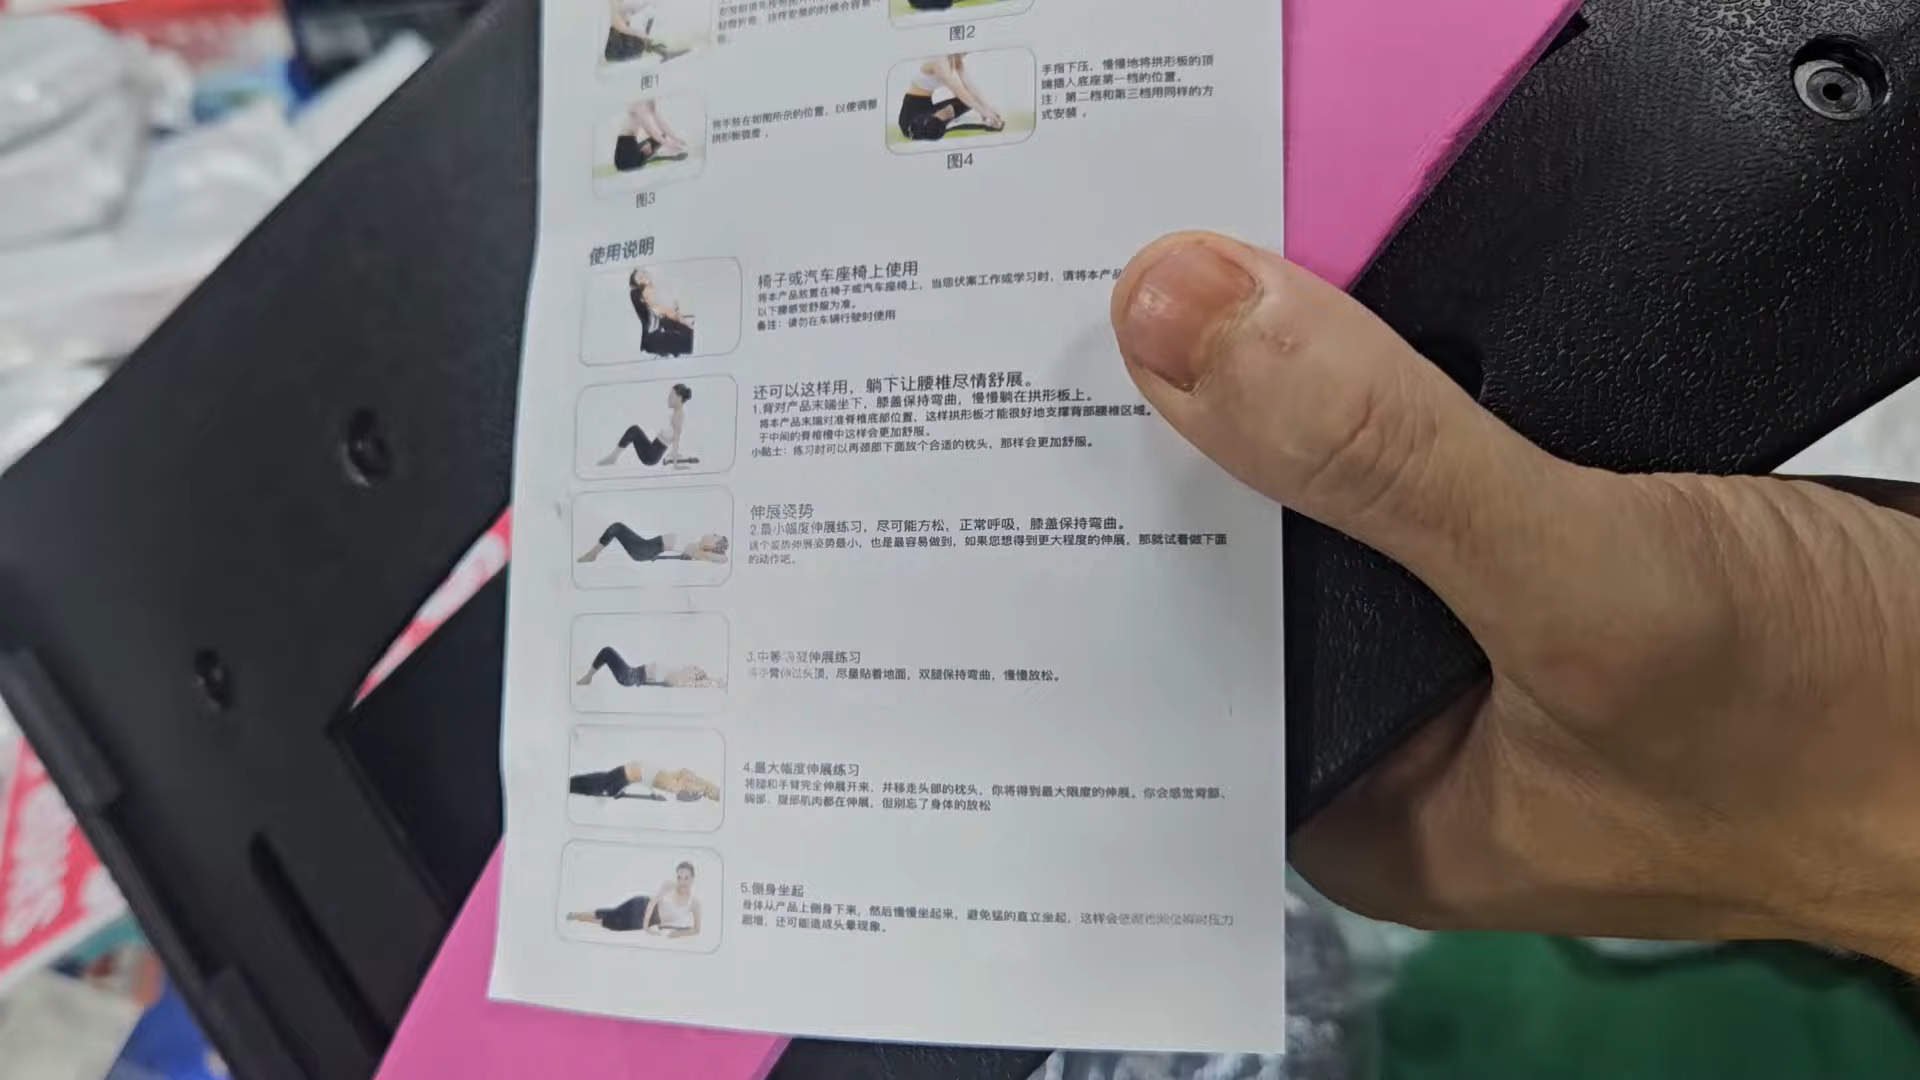 图2
图1
手指下压，慢慢地将拱形板的顶
端插入底座第一档的位置。
注：第二档和第三档用同样的方
式安装。
将手放在如图所示的位置，以便调整
拱形板弧度，
图4
图3
使用说明
椅子或汽车座椅上使用
将本产品放置在椅子或汽车座椅上，当您伏案工作或学习时，请将本产品
以下腰感觉舒服为准。
备注：请勿在车辆行驶时使用
还可以这样用，躺下让腰椎尽情舒展。
1.背对产品末端坐下，膝盖保持弯曲，慢慢躺在拱形板上。
将本产品末端对准脊椎底部位置，这样拱形板才能很好地支撑背部腰椎区域。
于中间的脊椎槽中这样会更加舒服。
小贴士：练习时可以再颈部下面放个合适的枕头，那样会更加舒服。
伸展姿势
2.最小幅度伸展练习，尽可能方松，正常呼吸，膝盖保持弯曲。
这个姿势伸展姿势最小，也是最容易做到，如果您想得到更大程度的伸展，那就试着做下面
的动作吧。
3.中等 伸展练习
手臂伸过头顶，尽量贴着地面，双腿保持弯曲，慢慢放松。
4.最大幅度伸展练习
将腿和手臂完全伸展开来，并移走头部的枕头，你将得到最大限度的伸展。你会感觉背部、
胸部、腹部肌肉都在伸展，但别忘了身体的放松
5.侧身坐起
身体从产品上侧身下来，然后慢慢坐起来，避免猛的直立坐起，这样会 压力
剧增，还可能造成头晕现象。